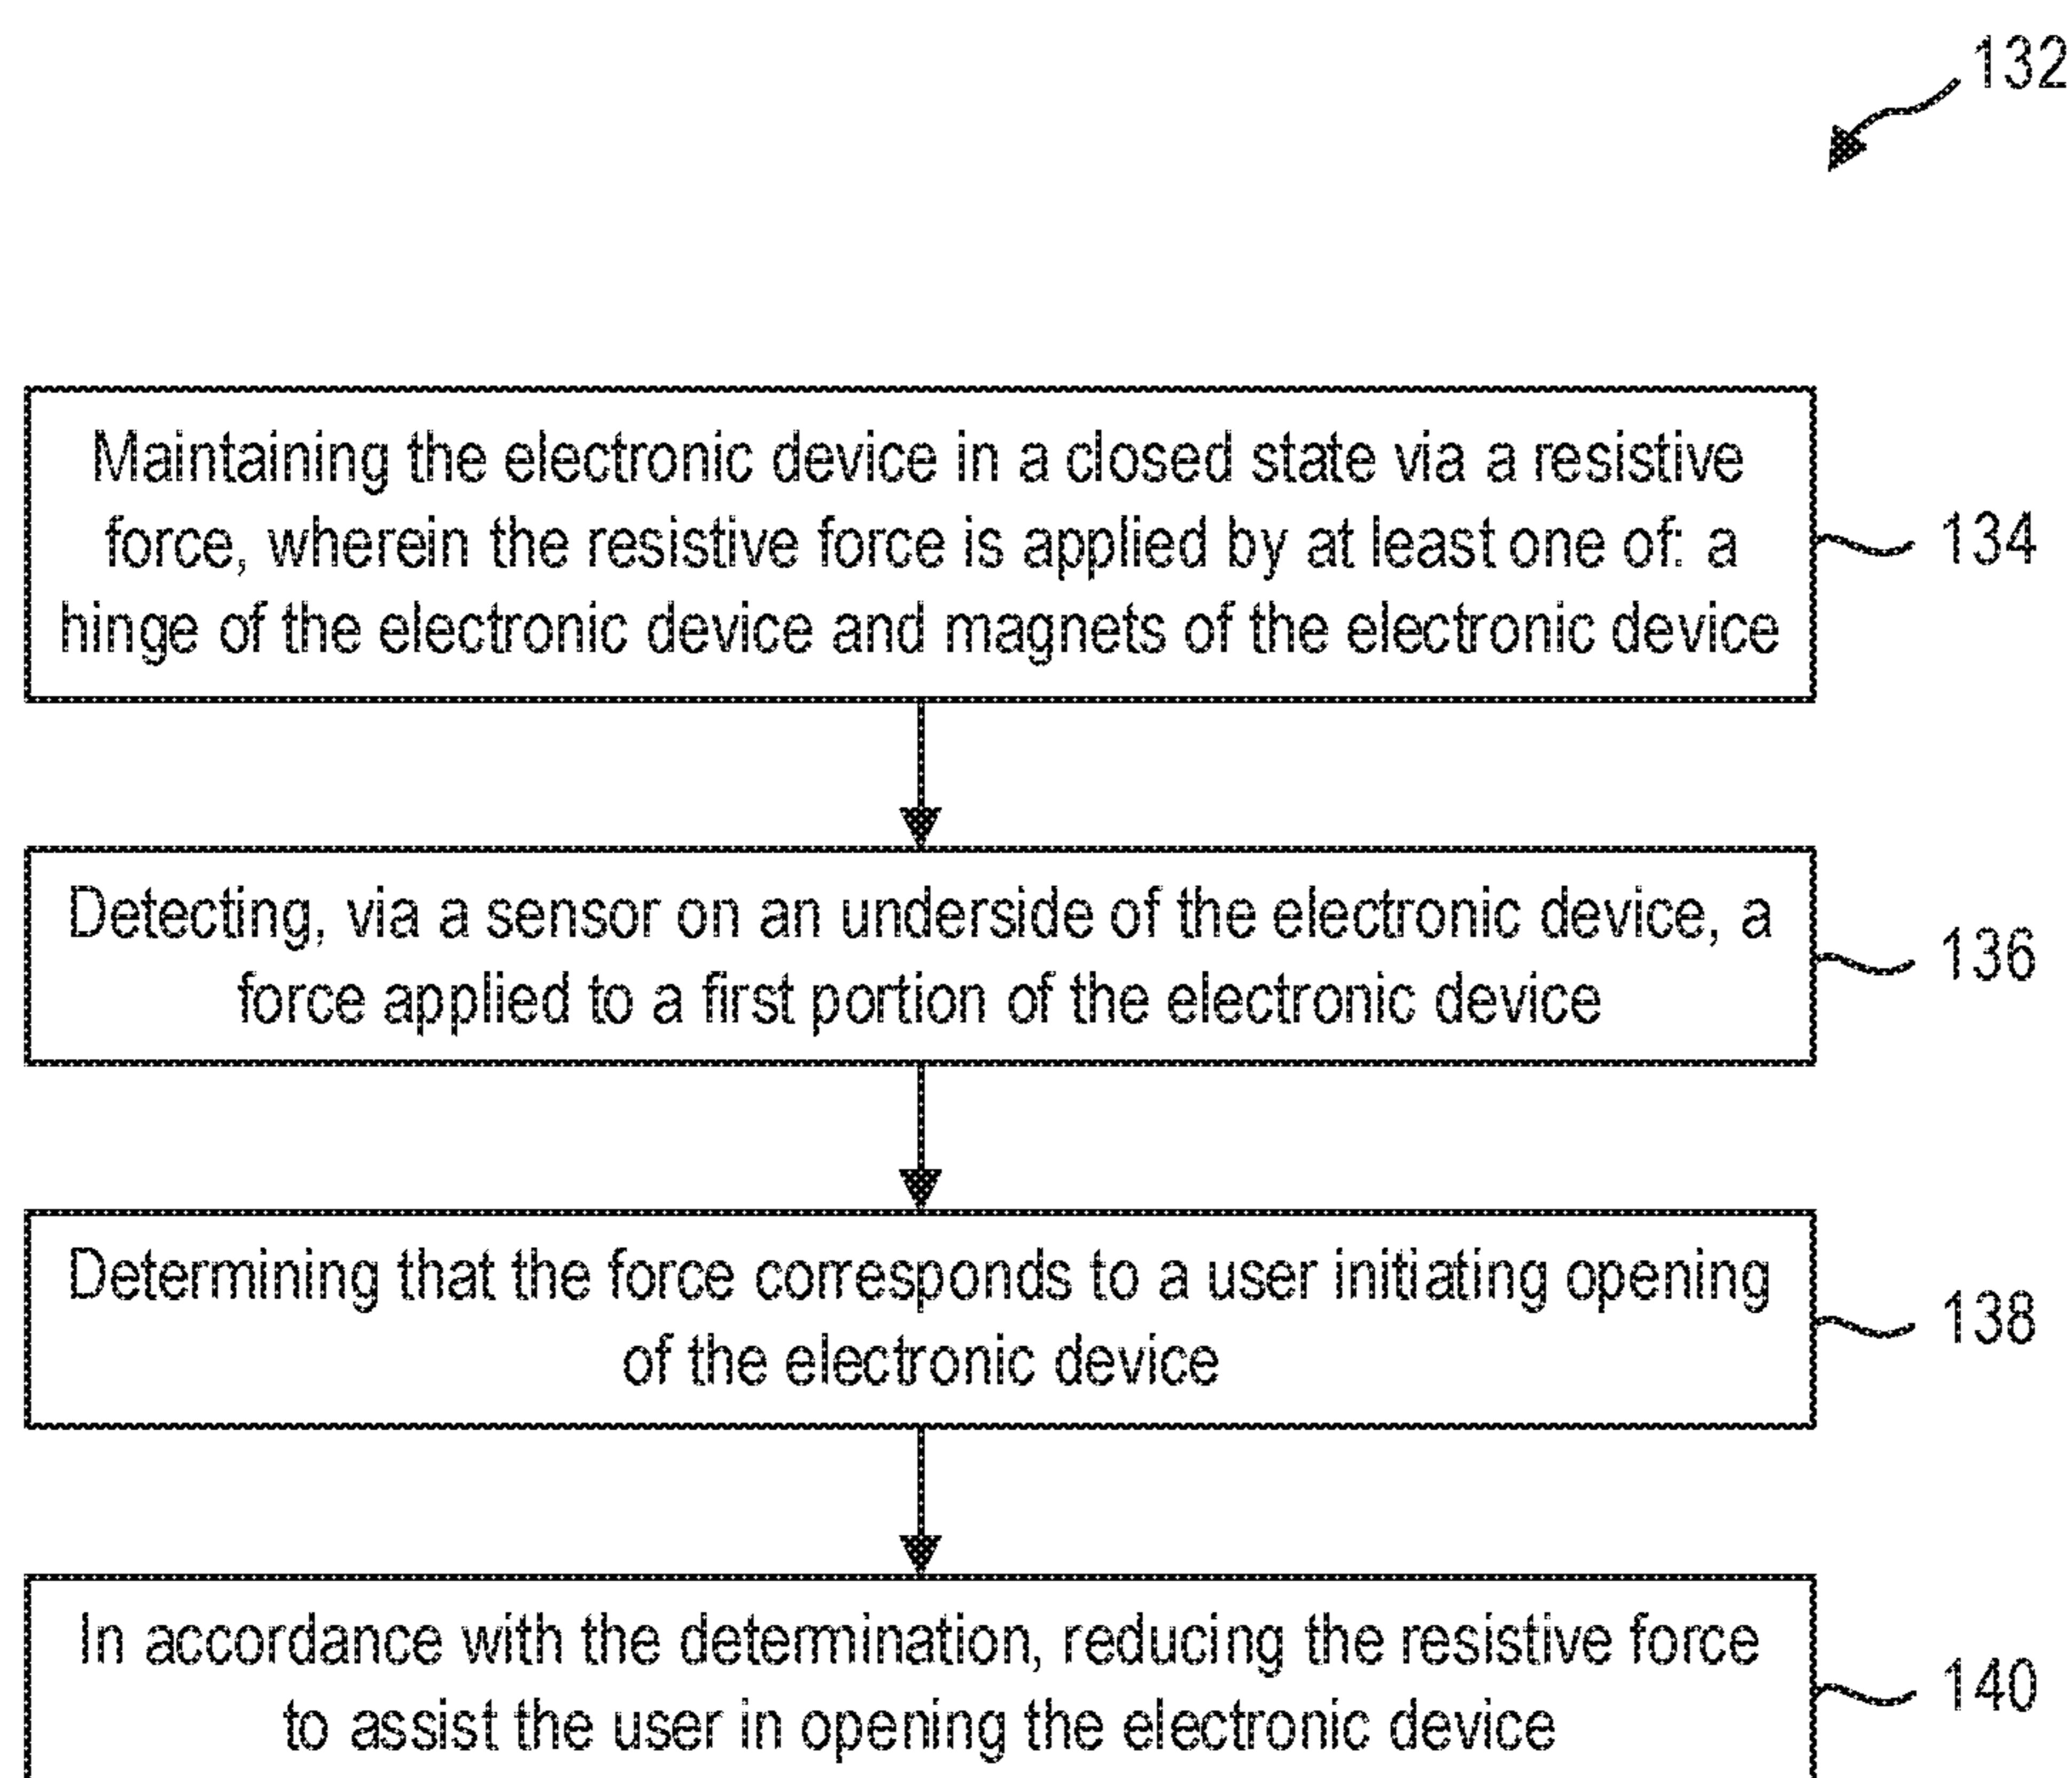 132
Maintaining the electronic device in a closed state via a resistive
force, wherein the resistive force is applied by at least one of: a
hinge of the electronic device and magnets of the electronic device
134
Detecting, via a sensor on an underside of the electronic device, a
force applied to a first portion of the electronic device
136
Determining that the force corresponds to a user initiating opening
of the electronic device
138
In accordance with the determination, reducing the resistive force
to assist the user in opening the electronic device
140